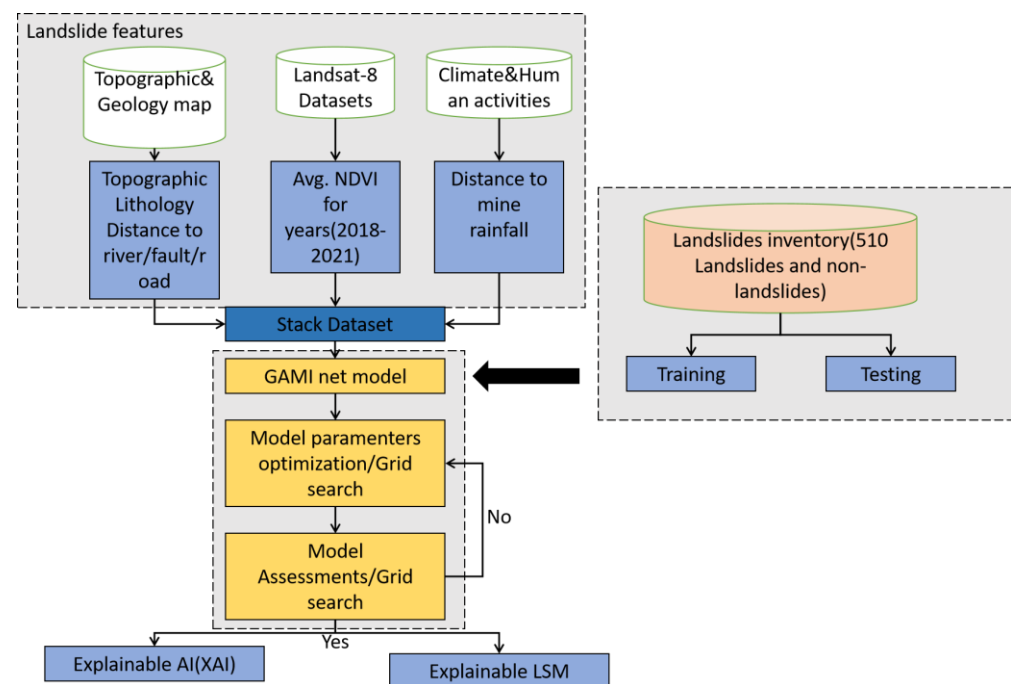 Landslide features
Topographic&
Geology map
Landsat-8
Datasets
Climate&Hum
an activities
Topographic
Lithology
Distance to
river/fault/r
oad
Avg. NDVI
for
years(2018-
2021)
Distance to
mine
rainfall
Stack Dataset
Landslides inventory(510
Landslides and non-
landslides)
Training
Testing
GAMI net model
Model paramenters
optimization/Grid
search
No
Model
Assessments/Grid
search
Yes
Explainable AI(XAI)
Explainable LSM